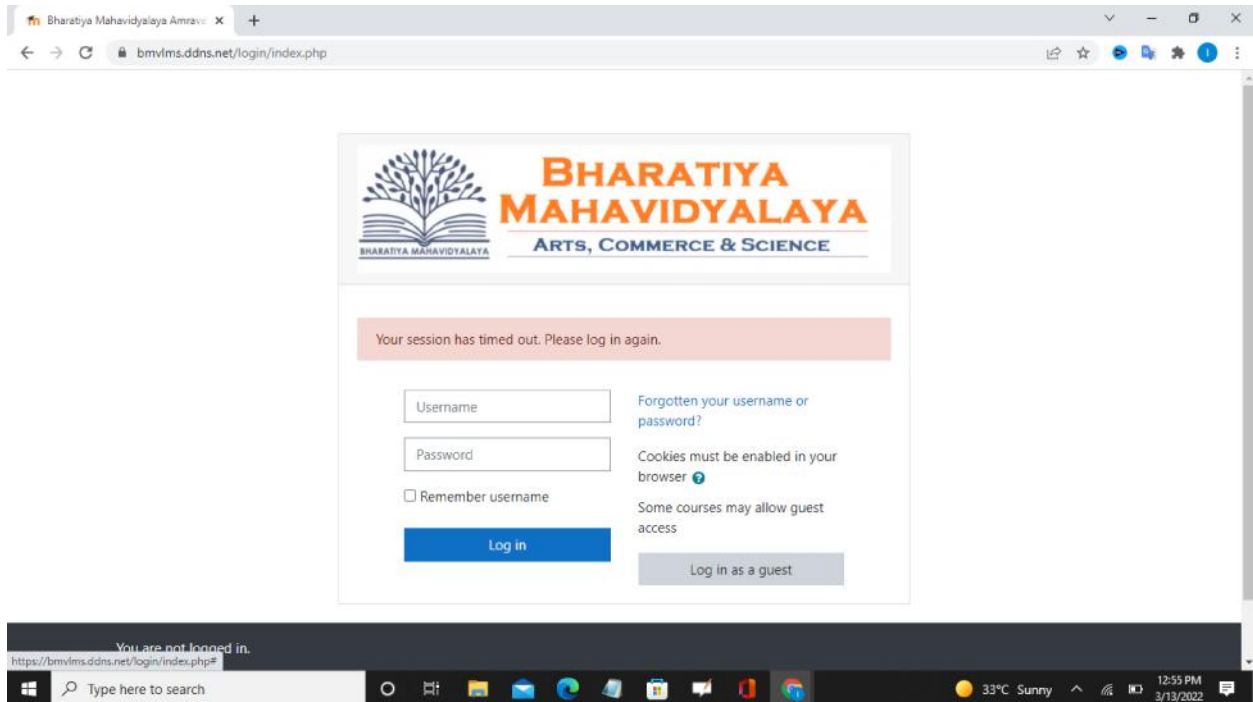 Bharatiya Mahavidyalaya Amrava
bmvlms.ddns.net/login/index.php
BHARATIYA
MAHAVIDYALAYA
ARTS, COMMERCE & SCIENCE
BHARATIYA MAHAVIDYALAYA
Your session has timed out. Please log in again.
Username
Password
Remember username
Log in
Forgotten your username or
password?
Cookies must be enabled in your
browser
Some courses may allow guest
access
Log in as a guest
You are not logged in.
https://bmvlms.ddns.net/login/index.php#
Type here to search
33°C Sunny
12:55 PM
3/13/2022